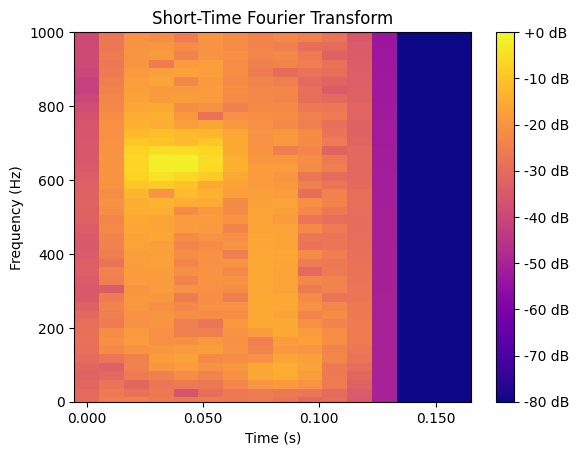 Short-Time Fourier Transform
Frequency (Hz)
1000
800
600
400
200
0
0.000
0.050
0.100
0.150
Time (s)
+0 dB
-10 dB
-20 dB
-30 dB
-40 dB
-50 dB
-60 dB
-70 dB
-80 dB